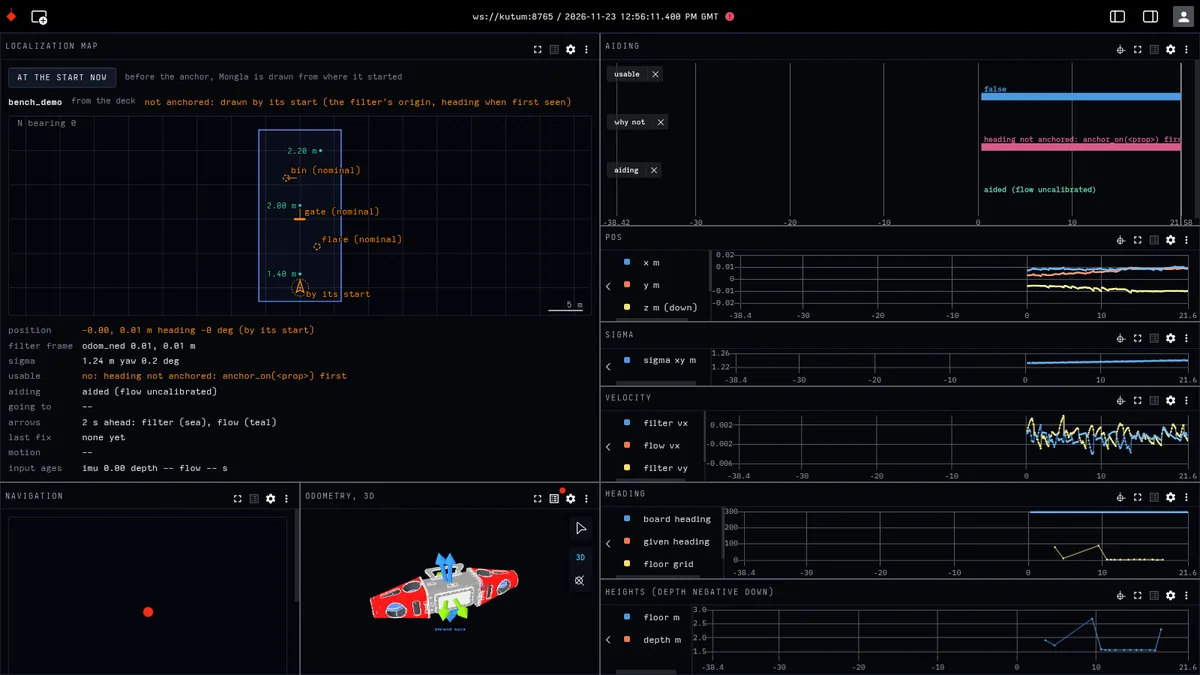 ws://kutum:8765 / 2026-11-23 12:56:11.400 PM GMT
LOCALIZATION MAP
AT THE START NOW
before the anchor, Mongla is drawn from where it started
bench_demo from the deck not anchored: drawn by its start (the filter's origin, heading when first seen)
N bearing 0
2.20 m
bin (nominal)
2.00 m
gate (nominal)
flare (nominal)
1.40 m
by its start
5 m
position -0.00, 0.01 m heading -0 deg (by its start)
filter frame odom_ned 0.01, 0.01 m
sigma 1.24 m yaw 0.2 deg
usable no: heading not anchored: anchor_on(<prop>) first
aiding aided (flow uncalibrated)
going to --
arrows 2 s ahead: filter (sea), flow (teal)
last fix none yet
motion --
input ages imu 0.00 depth -- flow -- s
NAVIGATION
ODOMETRY, 3D
3D
AIDING
usable
false
why not
heading not anchored: anchor_on(<prop>) firs
aiding
aided (flow uncalibrated)
-38.42 -30 -20 -10 0 10 21.58
POS
x m
y m
z m (down)
0.02
0.01
0
-0.01
-0.02
-38.4 -30 -20 -10 0 10 21.6
SIGMA
sigma xy m
1.26
1.22
-38.4 -30 -20 -10 0 10 21.6
VELOCITY
filter vx
flow vx
filter vy
0.002
-0.002
-0.006
-38.4 -30 -20 -10 0 10 21.6
HEADING
board heading
given heading
floor grid
300
200
100
0
-38.4 -30 -20 -10 0 10 21.6
HEIGHTS (DEPTH NEGATIVE DOWN)
floor m
depth m
3.0
2.5
2.0
1.5
-38.4 -30 -20 -10 0 10 21.6